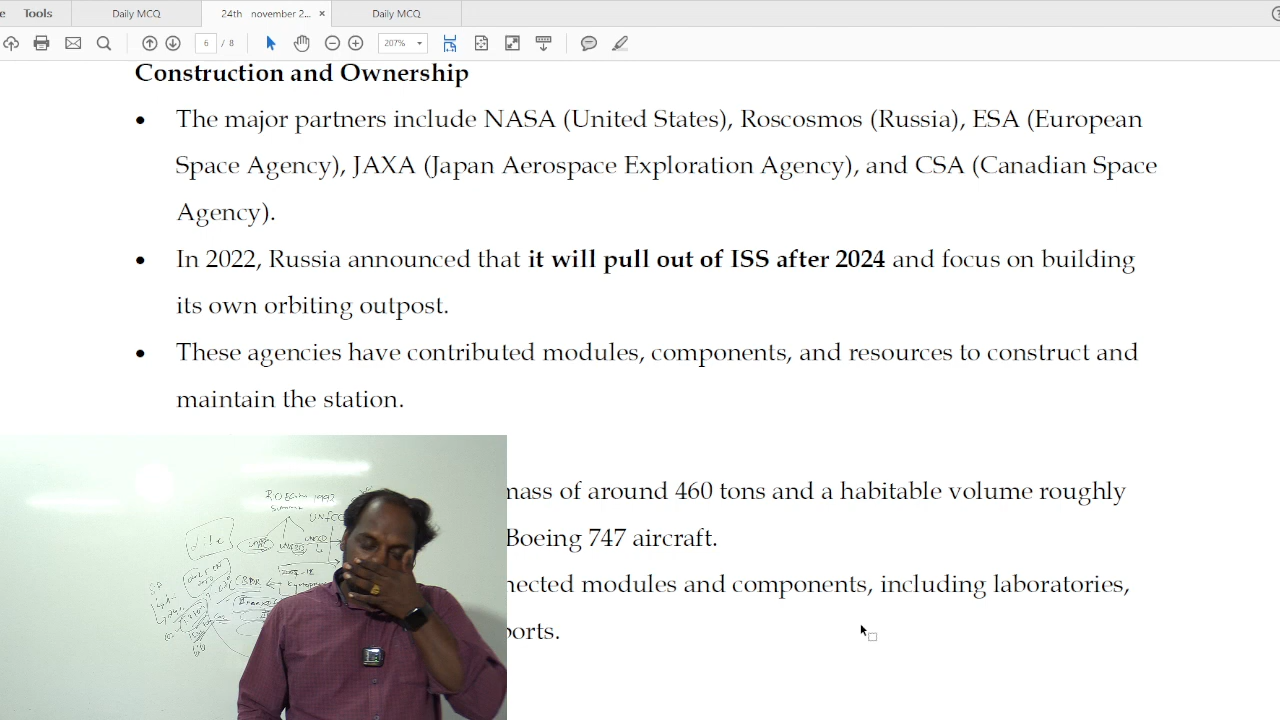 Tools
Daily MCQ
24th november 2...
×
Daily MCQ
6 / 8
207%
Construction and Ownership
• The major partners include NASA (United States), Roscosmos (Russia), ESA (European
Space Agency), JAXA (Japan Aerospace Exploration Agency), and CSA (Canadian Space
Agency).
• In 2022, Russia announced that it will pull out of ISS after 2024 and focus on building
its own orbiting outpost.
• These agencies have contributed modules, components, and resources to construct and
maintain the station.
mass of around 460 tons and a habitable volume roughly
Boeing 747 aircraft.
nected modules and components, including laboratories,
ports.
1992
Summit